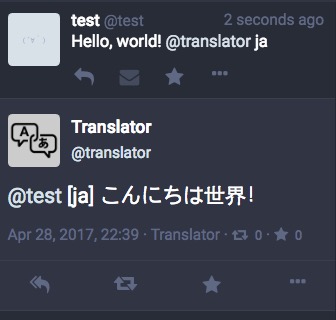 test @test 2 seconds ago
Hello, world! @translator ja
Translator
@translator
@test [ja] こんにちは世界！
Apr 28, 2017, 22:39 · Translator · 0 · 0